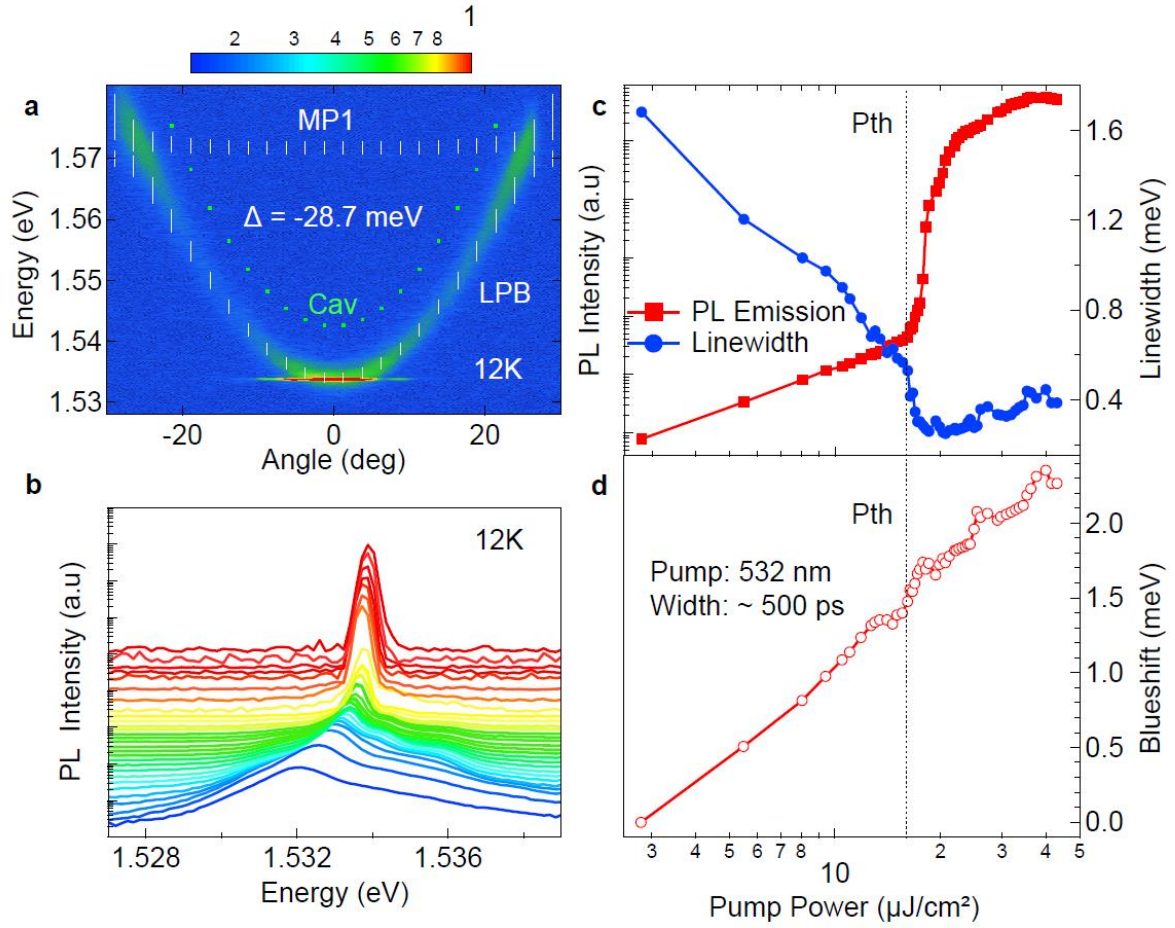 1
2 3 4 5 6 7 8
a
MP1
Δ = -28.7 meV
Cav
LPB
12K
1.57
1.56
1.55
1.54
1.53
Energy (eV)
-20 0 20
Angle (deg)
b
12K
PL Intensity (a.u)
1.528 1.532 1.536
Energy (eV)
c
Pth
PL Emission
Linewidth
PL Intensity (a.u)
1.6
1.2
0.8
0.4
Linewidth (meV)
d
Pth
Pump: 532 nm
Width: ~ 500 ps
2.0
1.5
1.0
0.5
0.0
Blueshift (meV)
3 4 5 6 7 8 2 3 4 5
10
Pump Power (µJ/cm²)